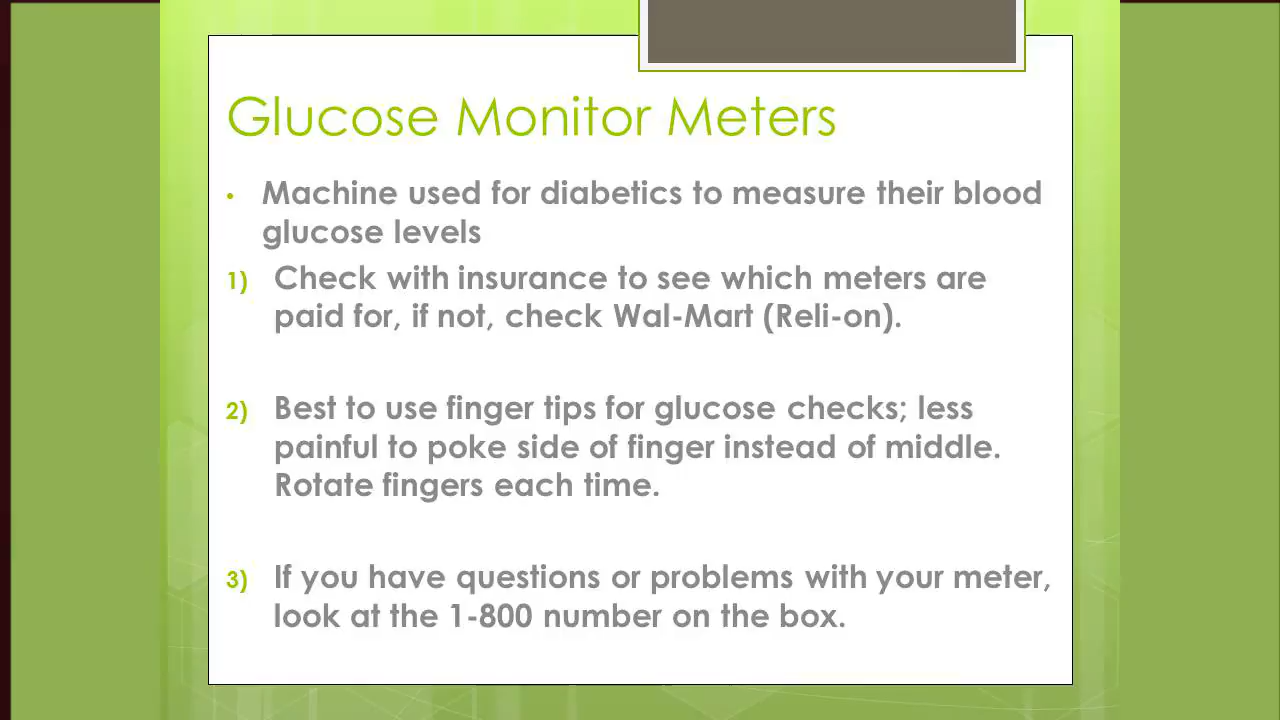 Glucose Monitor Meters
• Machine used for diabetics to measure their blood
glucose levels
1) Check with insurance to see which meters are
paid for, if not, check Wal-Mart (Reli-on).
2) Best to use finger tips for glucose checks; less
painful to poke side of finger instead of middle.
Rotate fingers each time.
3) If you have questions or problems with your meter,
look at the 1-800 number on the box.